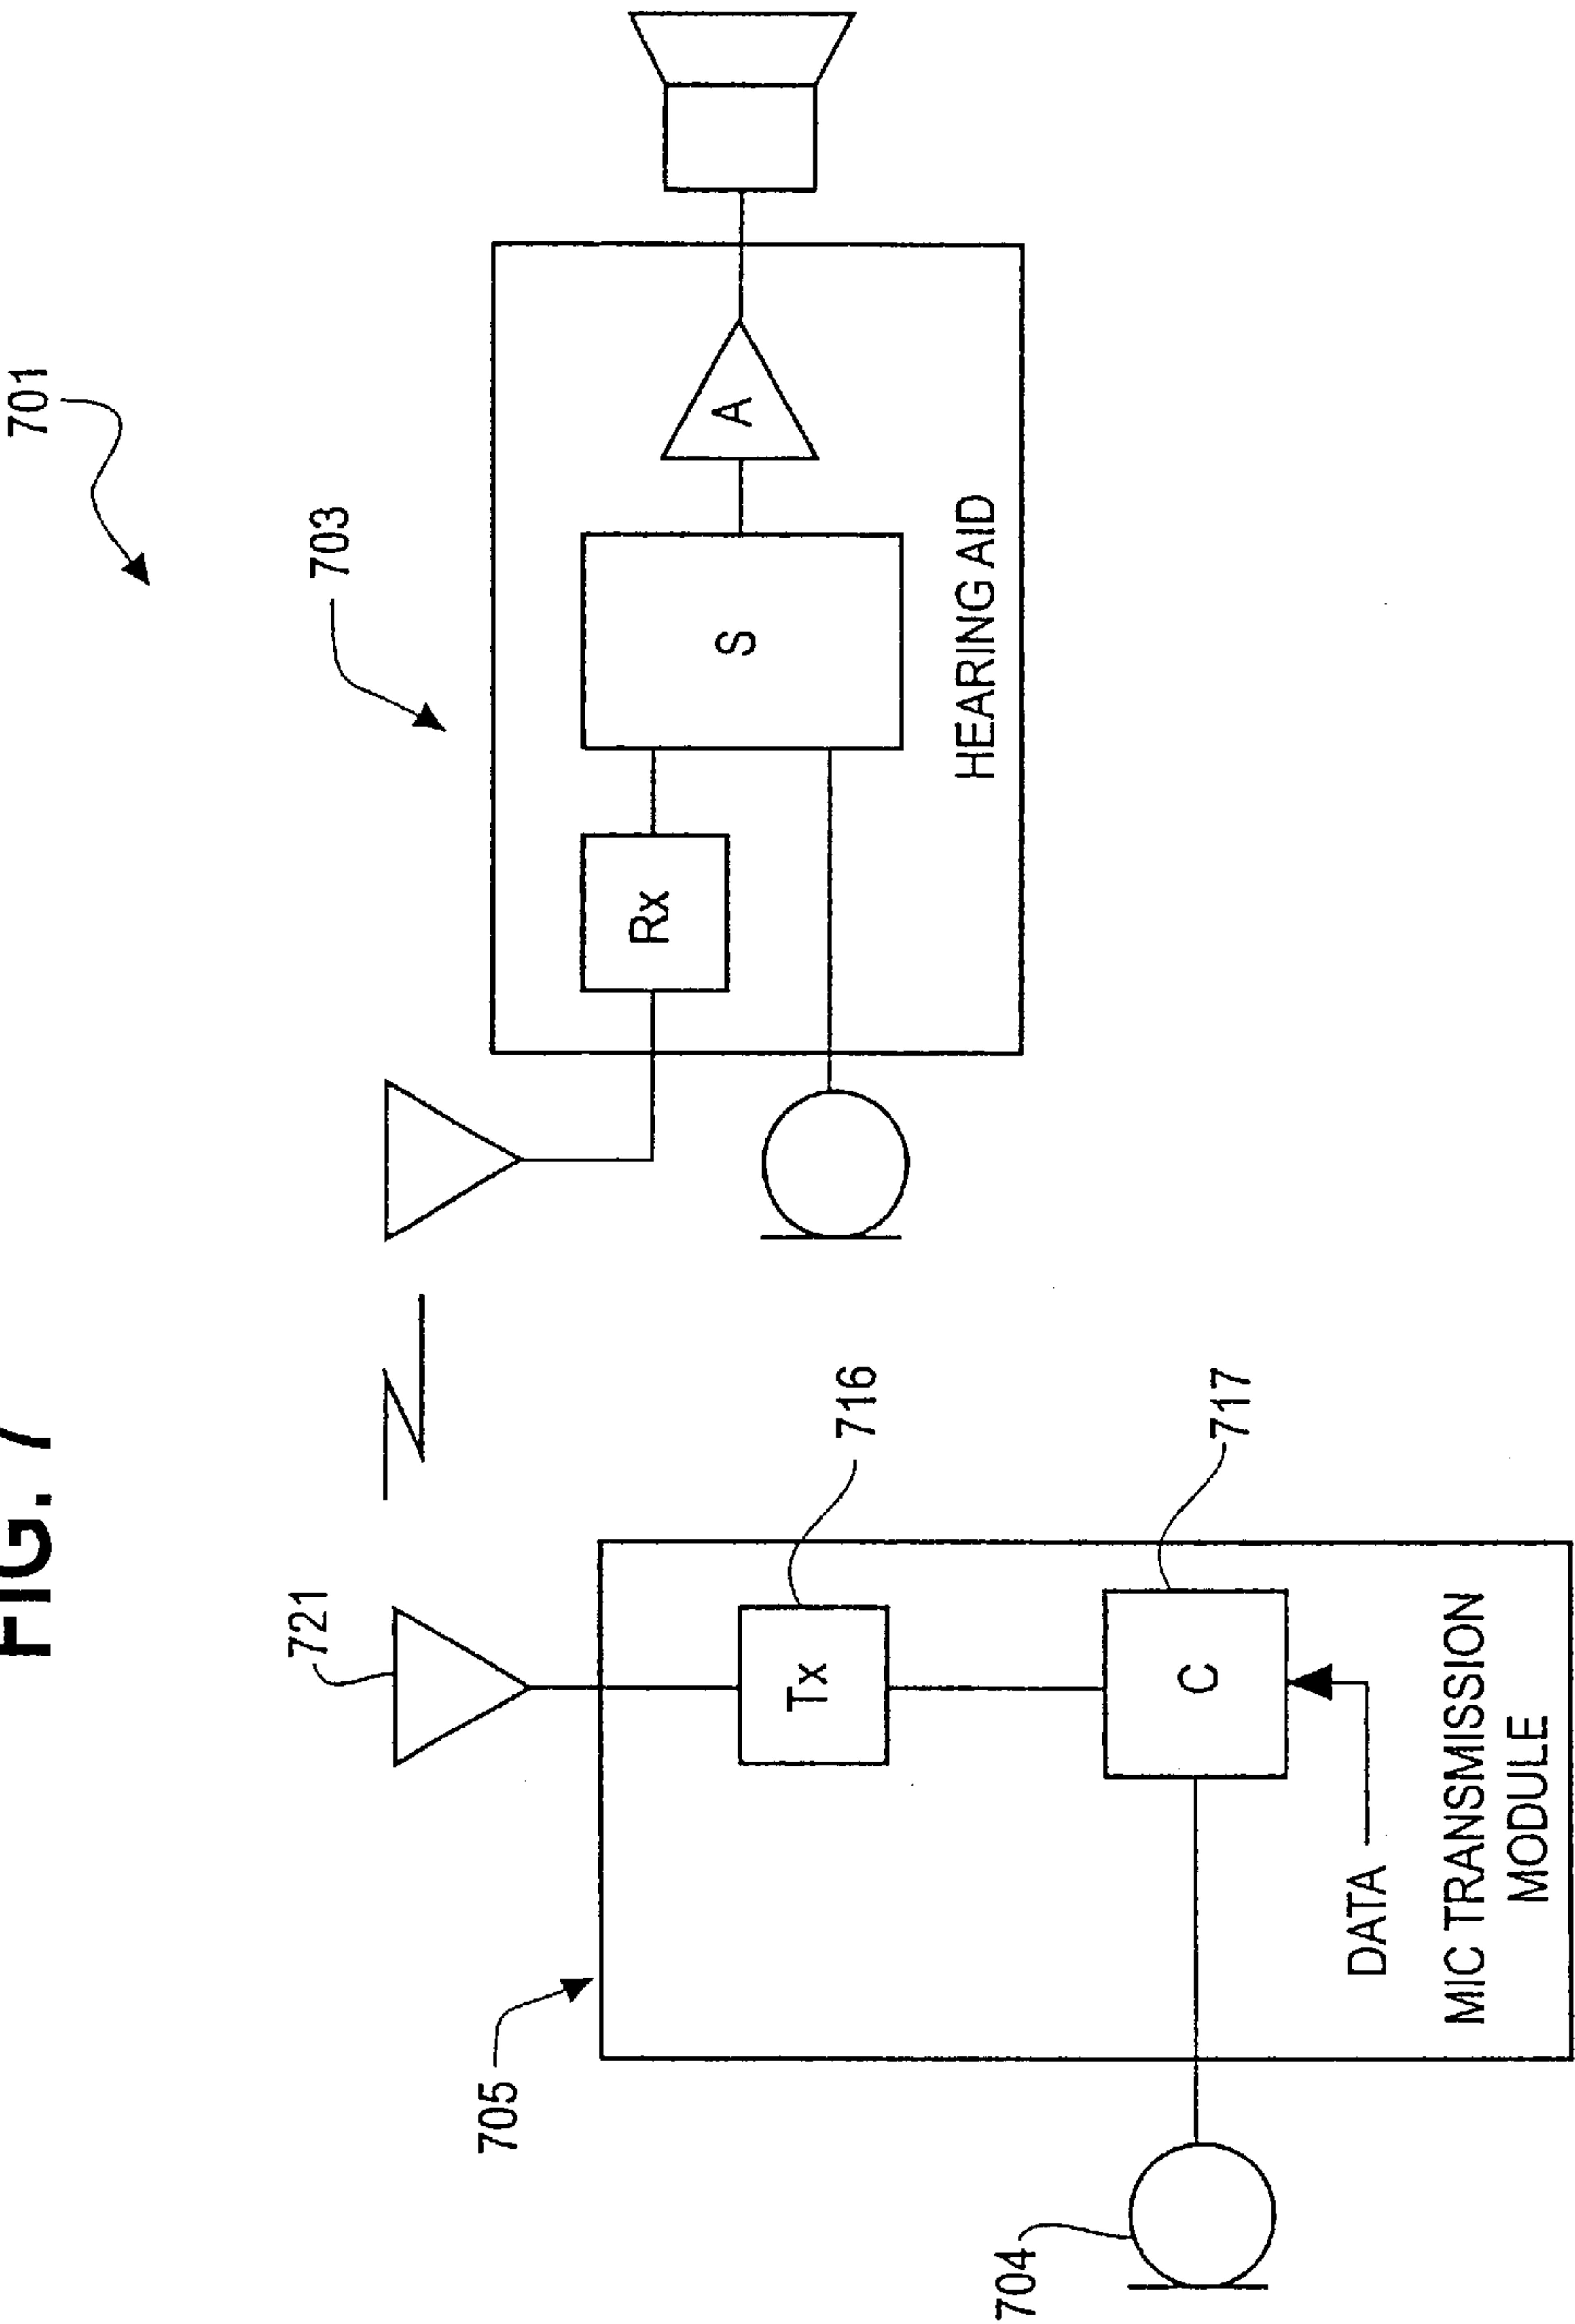 FIG. 7
701
703
721
705
716
717
704
Rx
S
A
HEARING AID
Tx
C
DATA
MIC TRANSMISSION
MODULE